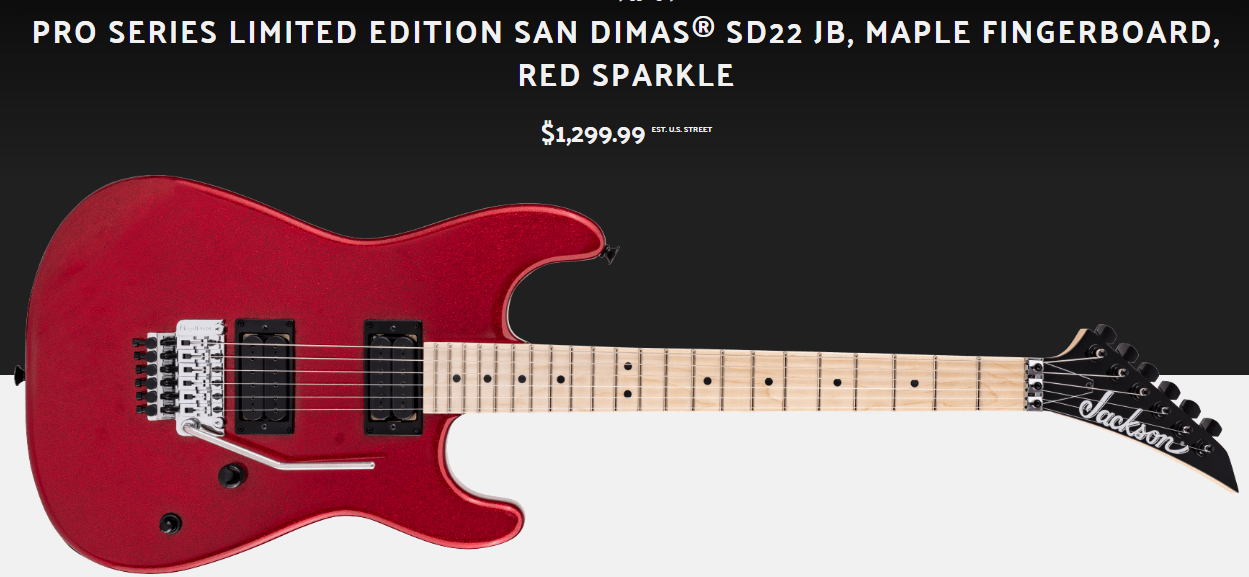 PRO SERIES LIMITED EDITION SAN DIMAS® SD22 JB, MAPLE FINGERBOARD,
RED SPARKLE
$1,299.99 EST. U.S. STREET
Jackson